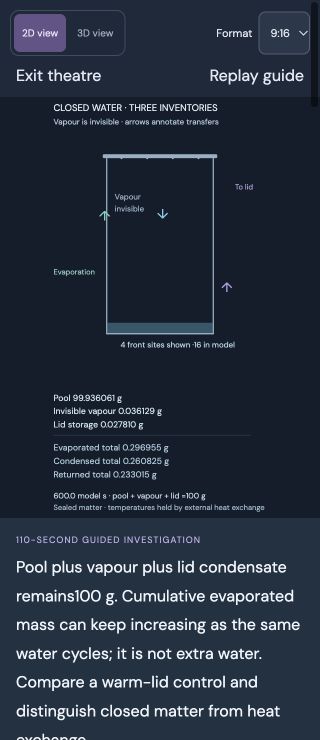 2D view 3D view Format 9:16
Exit theatre Replay guide
CLOSED WATER · THREE INVENTORIES
Vapour is invisible · arrows annotate transfers
To lid
Vapour
invisible
Evaporation
4 front sites shown ·16 in model
Pool 99.936061 g
Invisible vapour 0.036129 g
Lid storage 0.027810 g
Evaporated total 0.296955 g
Condensed total 0.260825 g
Returned total 0.233015 g
600.0 model s · pool + vapour + lid =100 g
Sealed matter · temperatures held by external heat exchange
110-SECOND GUIDED INVESTIGATION
Pool plus vapour plus lid condensate
remains100 g. Cumulative evaporated
mass can keep increasing as the same
water cycles; it is not extra water.
Compare a warm-lid control and
distinguish closed matter from heat
exchange.